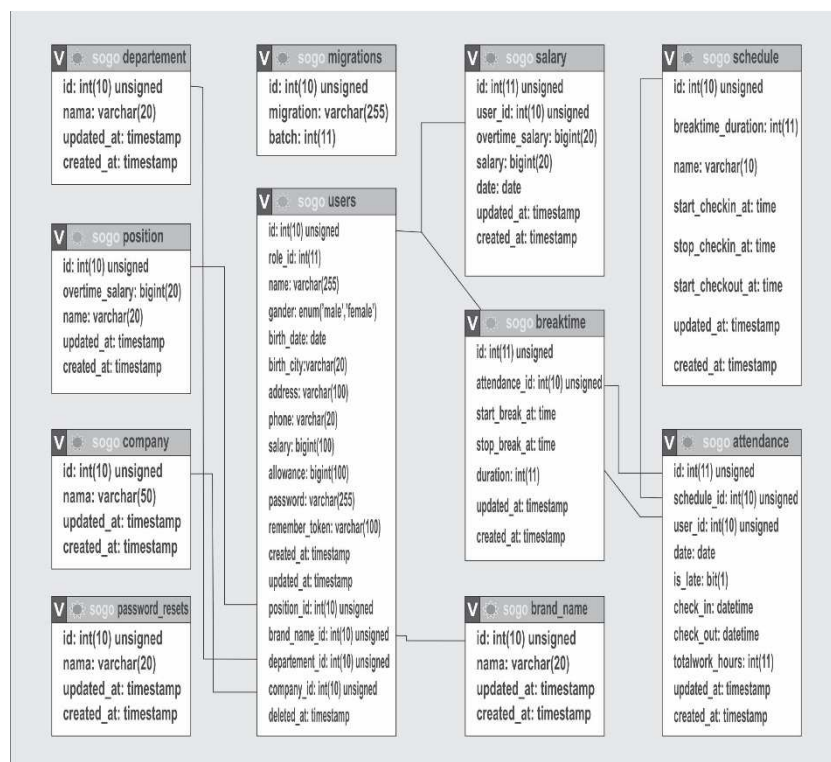 V sogo departement
id: int(10) unsigned
nama: varchar(20)
updated_at: timestamp
created_at: timestamp
V sogo migrations
id: int(10) unsigned
migration: varchar(255)
batch: int(11)
V sogo salary
id: int(11) unsigned
user_id: int(10) unsigned
overtime_salary: bigint(20)
salary: bigint(20)
date: date
updated_at: timestamp
created_at: timestamp
V sogo schedule
id: int(10) unsigned
breaktime_duration: int(11)
name: varchar(10)
start_checkin_at: time
stop_checkin_at: time
start_checkout_at: time
updated_at: timestamp
created_at: timestamp
V sogo position
id: int(10) unsigned
overtime_salary: bigint(20)
name: varchar(20)
updated_at: timestamp
created_at: timestamp
V sogo users
id: int(10) unsigned
role_id: int(11)
name: varchar(255)
gander: enum('male','female')
birth_date: date
birth_city:varchar(20)
address: varchar(100)
phone: varchar(20)
salary: bigint(100)
allowance: bigint(100)
password: varchar(255)
remember_token: varchar(100)
created_at: timestamp
updated_at: timestamp
position_id: int(10) unsigned
brand_name_id: int(10) unsigned
departement_id: int(10) unsigned
company_id: int(10) unsigned
deleted_at: timestamp
V sogo breaktime
id: int(11) unsigned
attendance_id: int(10) unsigned
start_break_at: time
stop_break_at: time
duration: int(11)
updated_at: timestamp
created_at: timestamp
V sogo company
id: int(10) unsigned
nama: varchar(50)
updated_at: timestamp
created_at: timestamp
V sogo attendance
id: int(11) unsigned
schedule_id: int(10) unsigned
user_id: int(10) unsigned
date: date
is_late: bit(1)
check_in: datetime
check_out: datetime
totalwork_hours: int(11)
updated_at: timestamp
created_at: timestamp
V sogo password_resets
id: int(10) unsigned
nama: varchar(20)
updated_at: timestamp
created_at: timestamp
V sogo brand_name
id: int(10) unsigned
nama: varchar(20)
updated_at: timestamp
created_at: timestamp